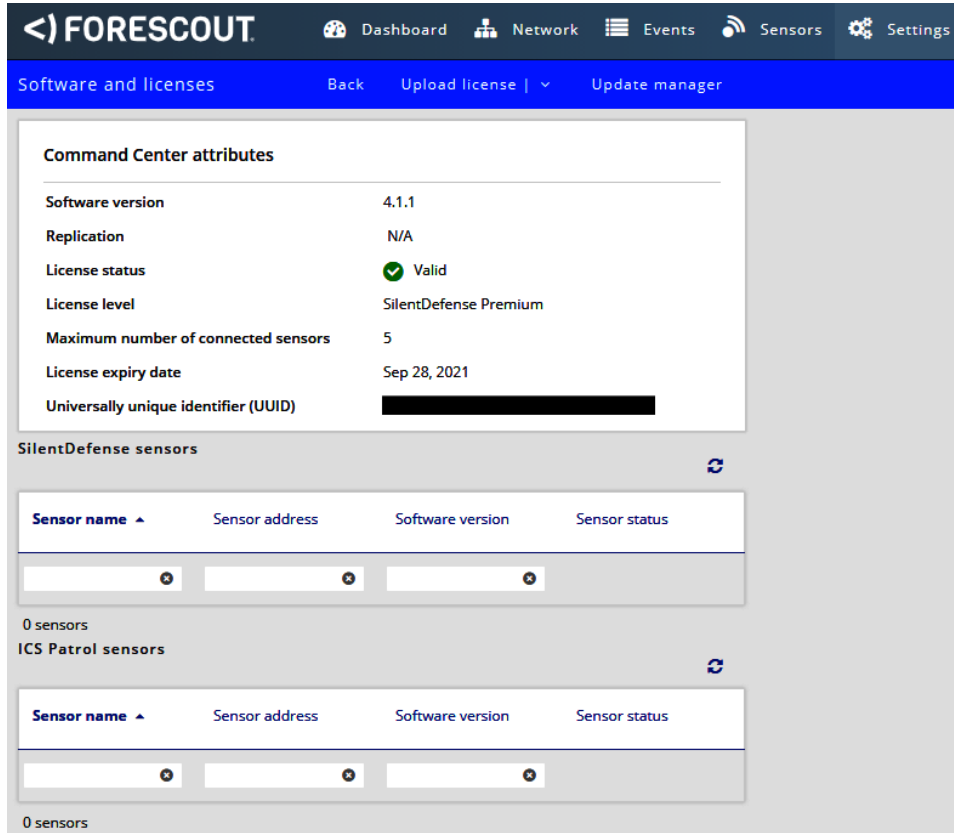 <) FORESCOUT. Dashboard Network Events Sensors Settings
Software and licenses Back Upload license | Update manager
Command Center attributes
Software version 4.1.1
Replication N/A
License status Valid
License level SilentDefense Premium
Maximum number of connected sensors 5
License expiry date Sep 28, 2021
Universally unique identifier (UUID)
SilentDefense sensors
Sensor name Sensor address Software version Sensor status
0 sensors
ICS Patrol sensors
Sensor name Sensor address Software version Sensor status
0 sensors